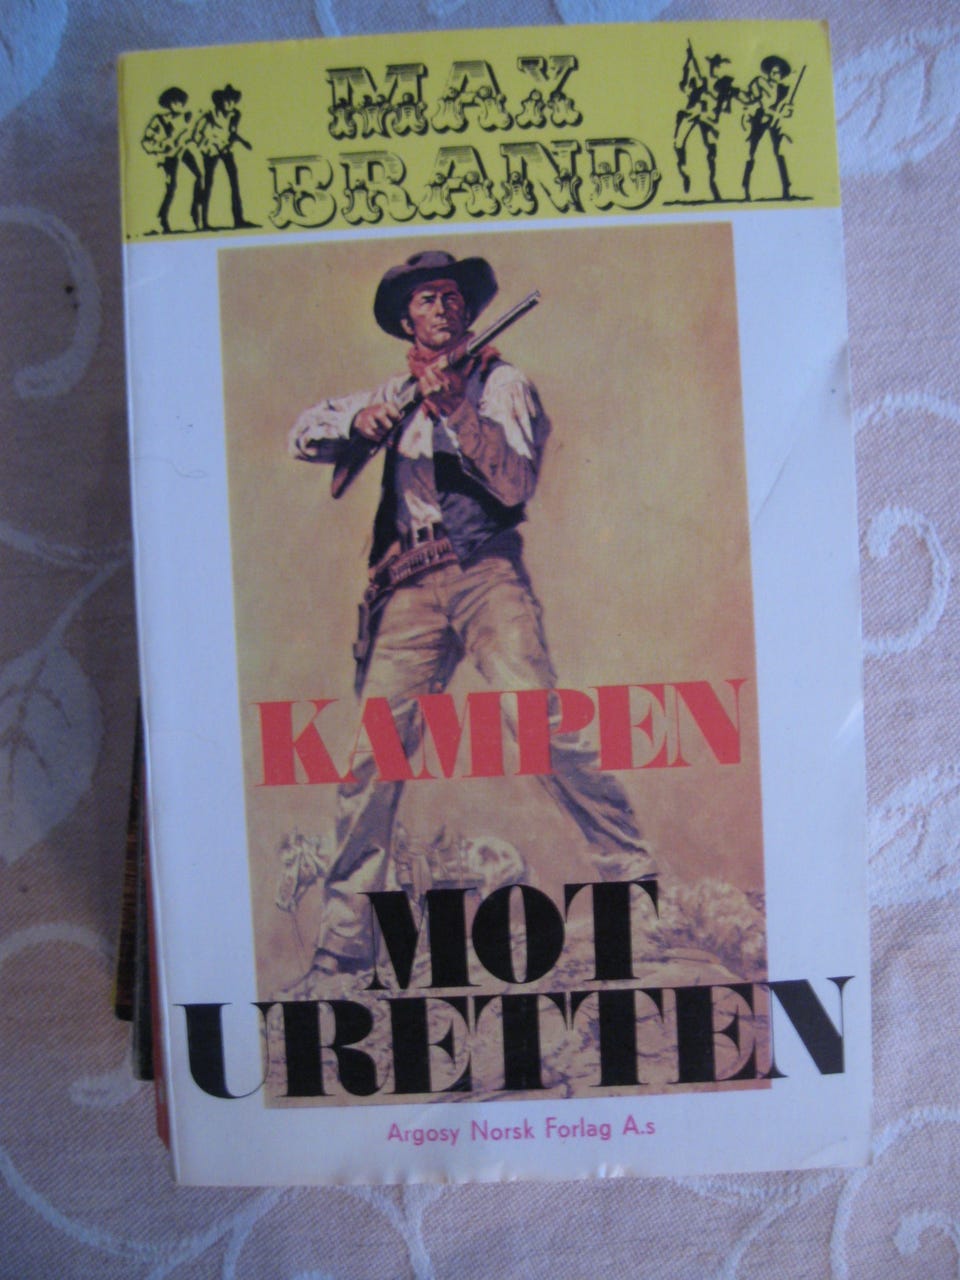 MAX
BRAND
KAMPEN
MOT
URETTEN
Argosy Norsk Forlag A.s